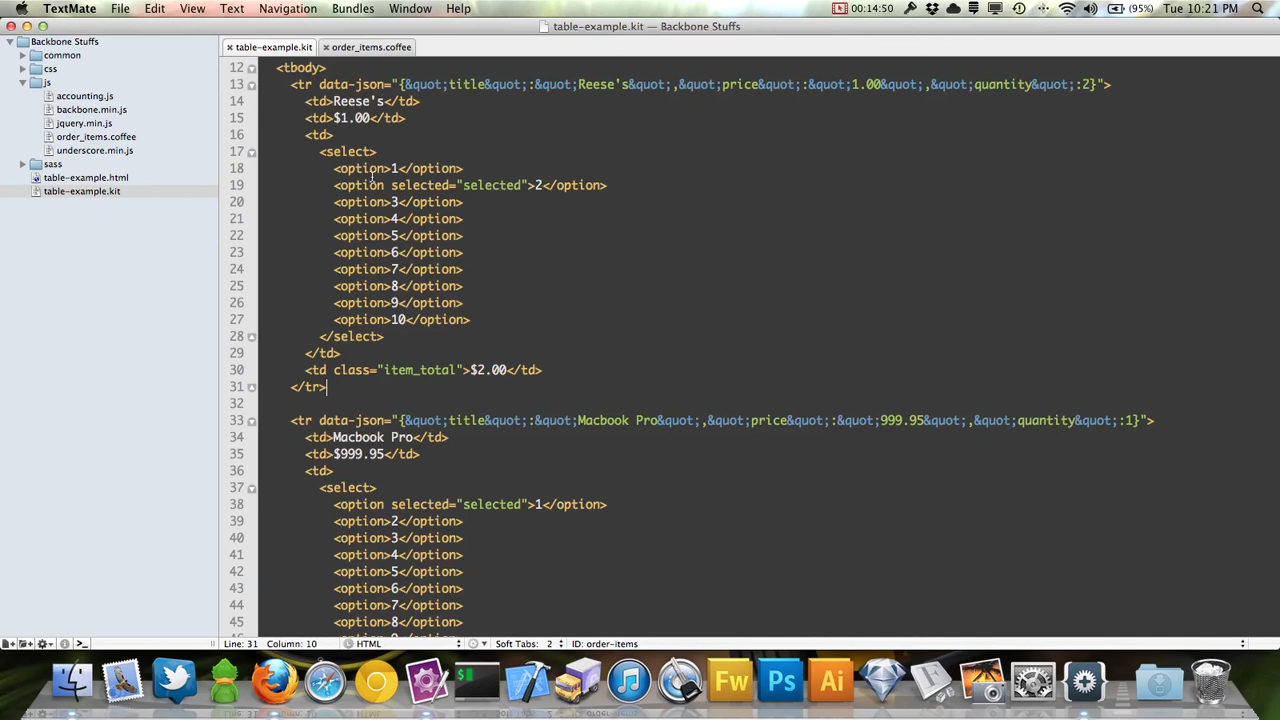 TextMate File Edit View Text Navigation Bundles Window Help 00:14:50 (95%) Tue 10:21 PM
table-example.kit — Backbone Stuffs
Backbone Stuffs
common
css
js
accounting.js
backbone.min.js
jquery.min.js
order_items.coffee
underscore.min.js
sass
table-example.html
table-example.kit
table-example.kit order_items.coffee
12 <tbody>
13 <tr data-json="{&quot;title&quot;:&quot;Reese's&quot;,&quot;price&quot;:&quot;1.00&quot;,&quot;quantity&quot;:2}">
14 <td>Reese's</td>
15 <td>$1.00</td>
16 <td>
17 <select>
18 <option>1</option>
19 <option selected="selected">2</option>
20 <option>3</option>
21 <option>4</option>
22 <option>5</option>
23 <option>6</option>
24 <option>7</option>
25 <option>8</option>
26 <option>9</option>
27 <option>10</option>
28 </select>
29 </td>
30 <td class="item_total">$2.00</td>
31 </tr>
32
33 <tr data-json="{&quot;title&quot;:&quot;Macbook Pro&quot;,&quot;price&quot;:&quot;999.95&quot;,&quot;quantity&quot;:1}">
34 <td>Macbook Pro</td>
35 <td>$999.95</td>
36 <td>
37 <select>
38 <option selected="selected">1</option>
39 <option>2</option>
40 <option>3</option>
41 <option>4</option>
42 <option>5</option>
43 <option>6</option>
44 <option>7</option>
45 <option>8</option>
Line: 31 Column: 10 HTML Soft Tabs: 2 ID: order-items
Fw Ps Ai